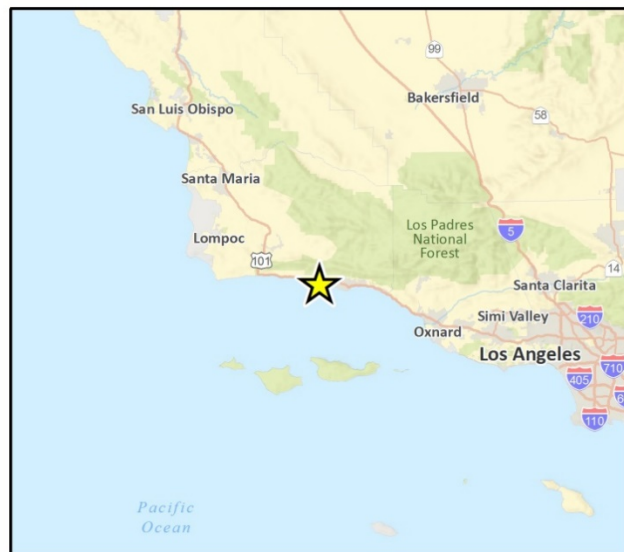 99
Bakersfield
San Luis Obispo
58
Santa Maria
Los Padres
National
Forest
5
Lompoc
101
14
Santa Clarita
210
Simi Valley
Oxnard
Los Angeles
710
405
110
Pacific
Ocean